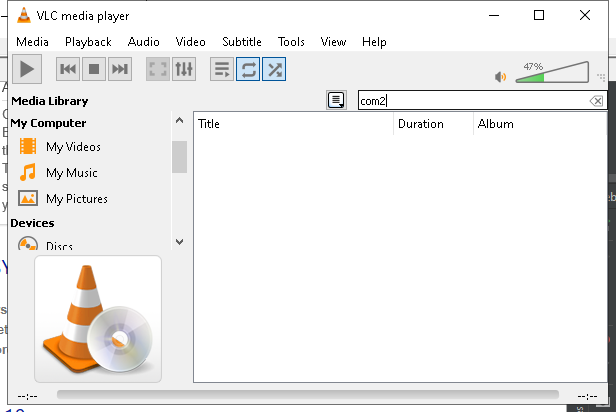 VLC media player
Media Playback Audio Video Subtitle Tools View Help
47%
Media Library
com2
My Computer
Title Duration Album
My Videos
My Music
My Pictures
Devices
Discs
--:-- --:--